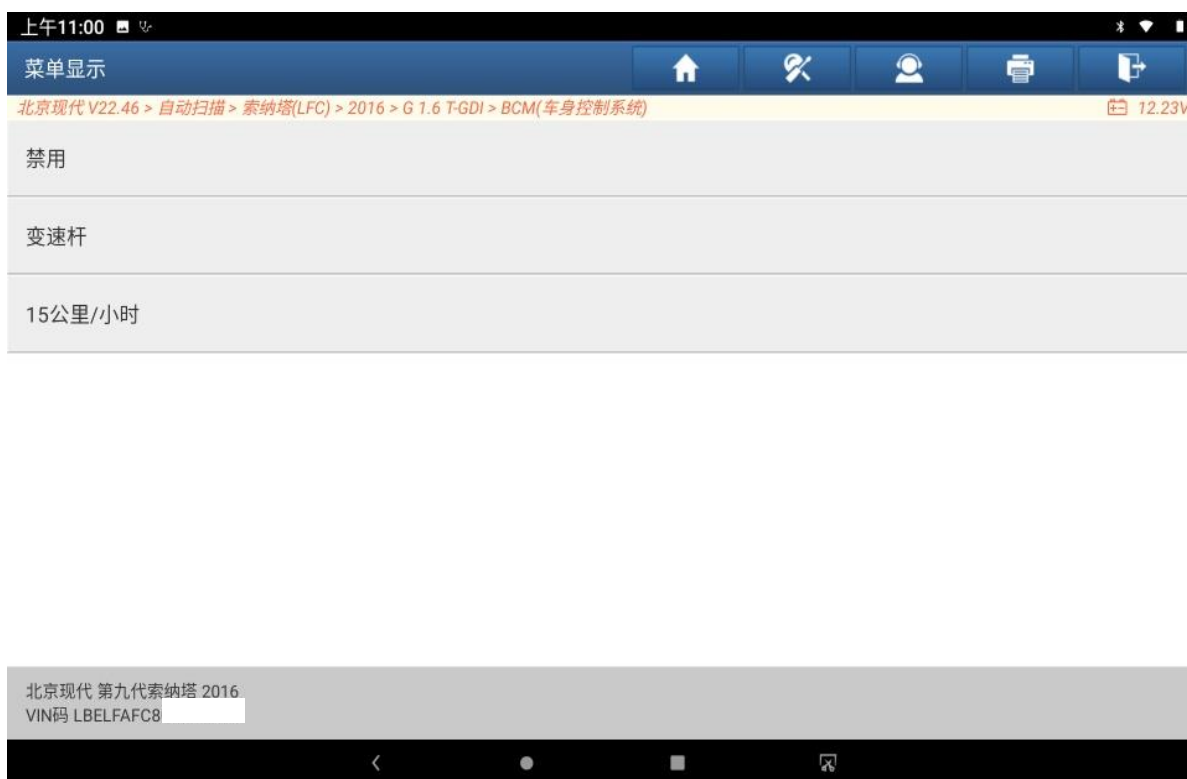 上午11:00
菜单显示
北京现代 V22.46 > 自动扫描 > 索纳塔(LFC) > 2016 > G 1.6 T-GDI > BCM(车身控制系统) 12.23V
禁用
变速杆
15公里/小时
北京现代 第九代索纳塔 2016
VIN码 LBELFAFC8